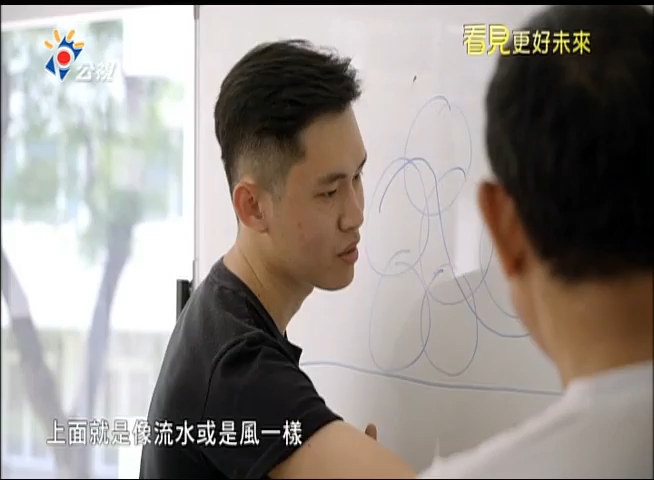 公視
看見更好未來
上面就是像流水或是風一樣